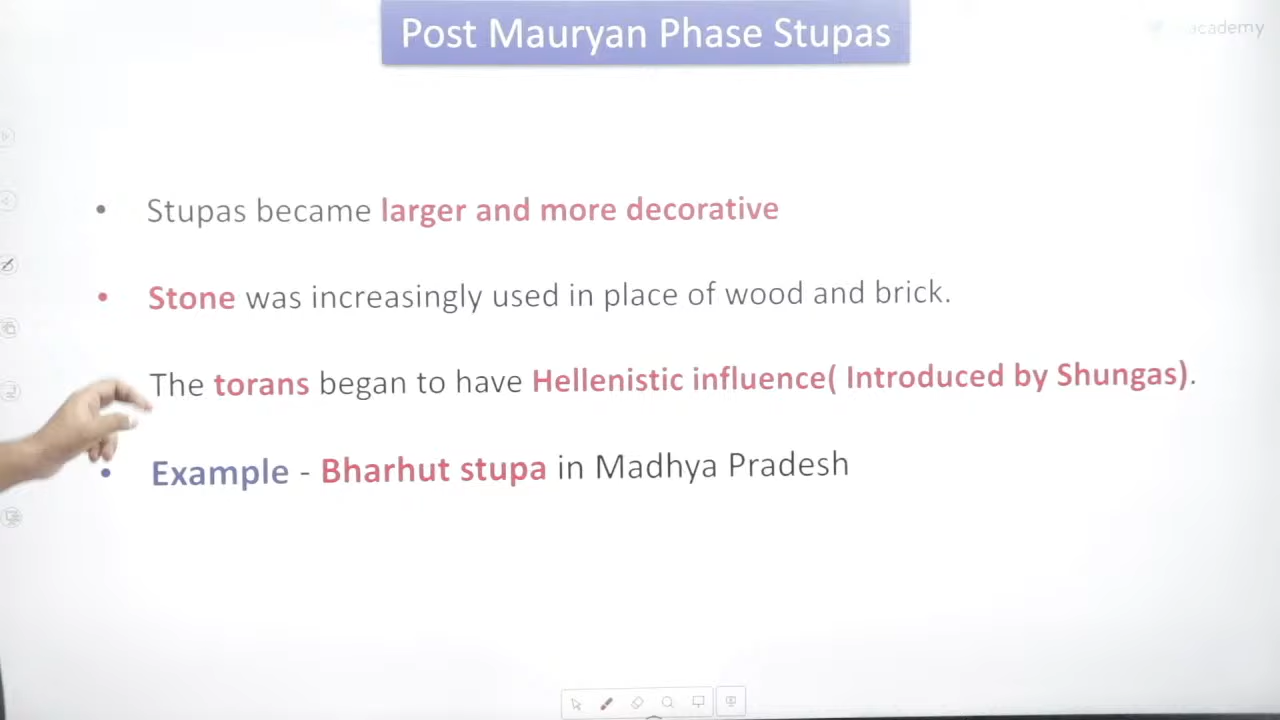 Post Mauryan Phase Stupas
academy
• Stupas became larger and more decorative
• Stone was increasingly used in place of wood and brick.
The torans began to have Hellenistic influence( Introduced by Shungas).
• Example - Bharhut stupa in Madhya Pradesh